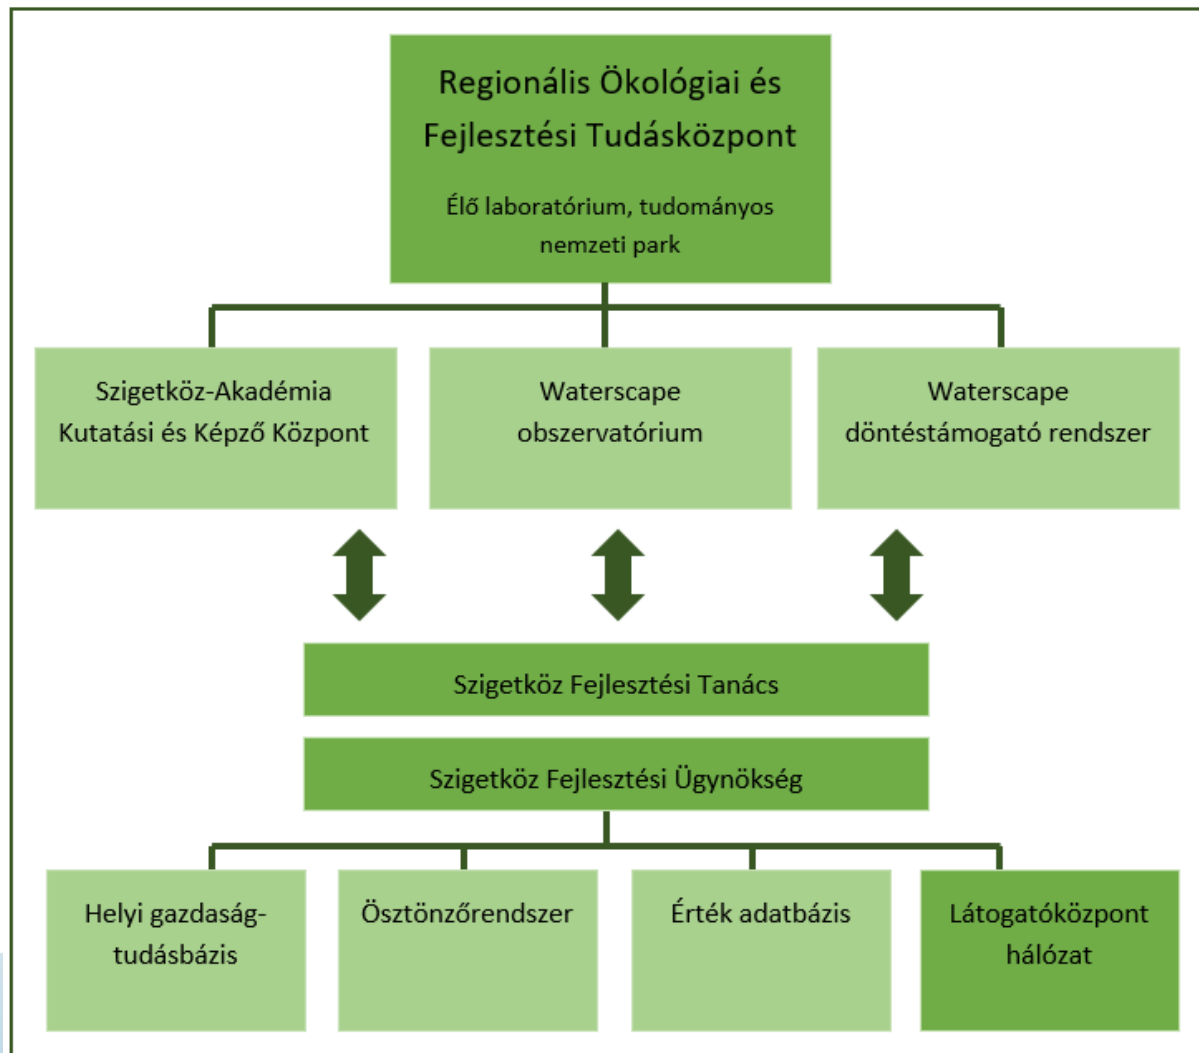 Regionális Ökológiai és
Fejlesztési Tudásközpont
Élő laboratórium, tudományos
nemzeti park
Szigetköz-Akadémia
Kutatási és Képző Központ
Waterscape
obszervatórium
Waterscape
döntéstámogató rendszer
Szigetköz Fejlesztési Tanács
Szigetköz Fejlesztési Ügynökség
Helyi gazdaság-
tudásbázis
Ösztönzőrendszer
Érték adatbázis
Látogatóközpont
hálózat